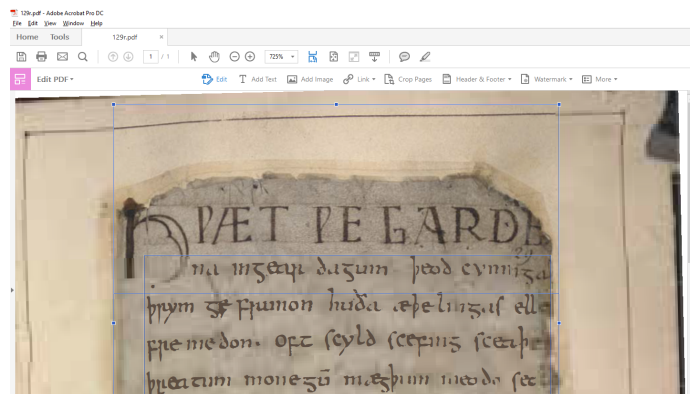 129r.pdf - Adobe Acrobat Pro DC
File Edit View Window Help
Home Tools 129r.pdf ×
1 / 1 725%
Edit PDF Edit Add Text Add Image Link Crop Pages Header & Footer Watermark More
HǷÆT ǷE GARDE
na ingear dagum þeod cyninga
þrym ge frunon huða æþelingas elle
fremedon. oft scyld scefing sceaþe
þreatum monegū mægþum meodo set